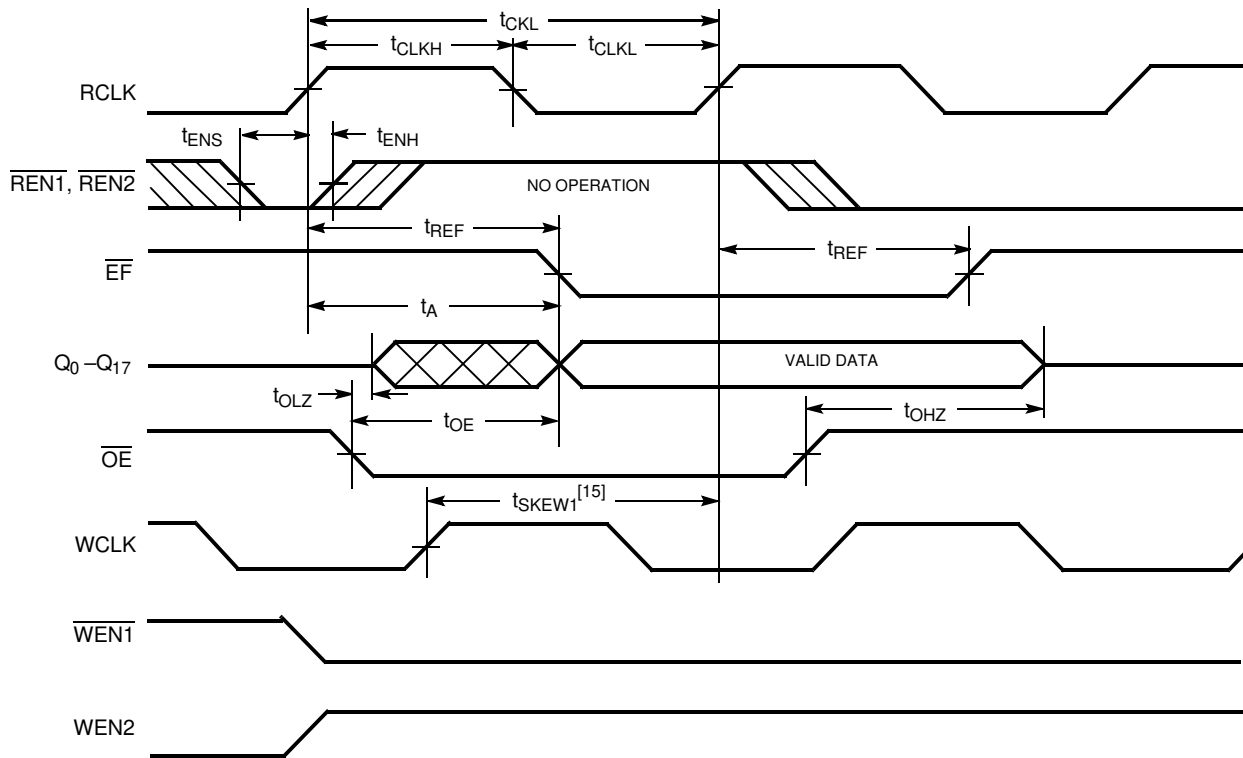 tCKL
tCLKH tCLKL
RCLK
tENS tENH
REN1, REN2
NO OPERATION
tREF
tREF
EF
tA
Q0 –Q17
VALID DATA
tOLZ
tOE
tOHZ
OE
tSKEW1[15]
WCLK
WEN1
WEN2